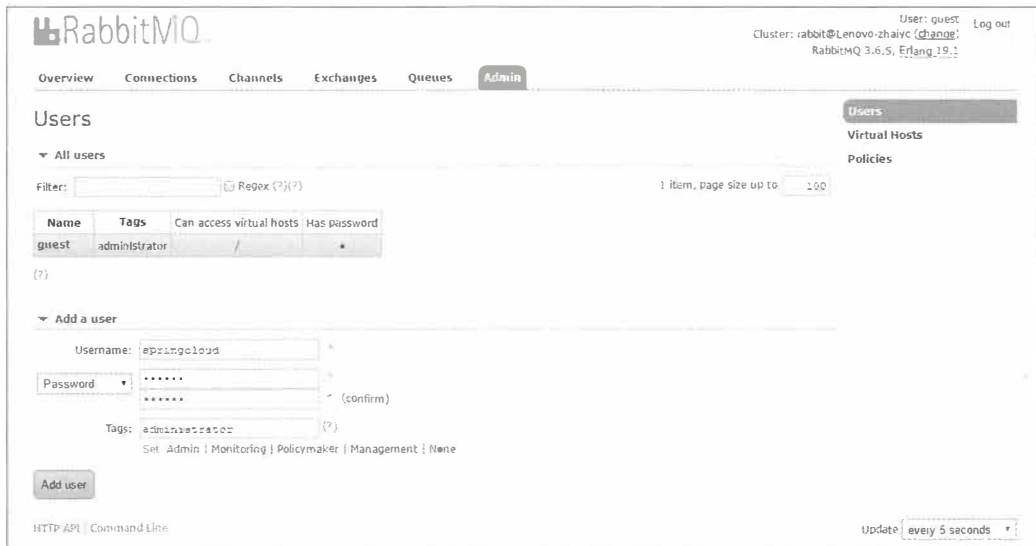 RabbitMQ
User: guest Log out
Cluster: rabbit@Lenovo-zhaiyc (change)
RabbitMQ 3.6.5, Erlang 19.1
Overview Connections Channels Exchanges Queues Admin
Users
Users
Virtual Hosts
Policies
▼ All users
Filter: Regex (?)(?) 1 item, page size up to 100
Name Tags Can access virtual hosts Has password
guest administrator / •
(?)
▼ Add a user
Username: springcloud *
Password •••••• *
•••••• * (confirm)
Tags: administrator (?)
Set Admin | Monitoring | Policymaker | Management | None
Add user
HTTP API | Command Line
Update every 5 seconds